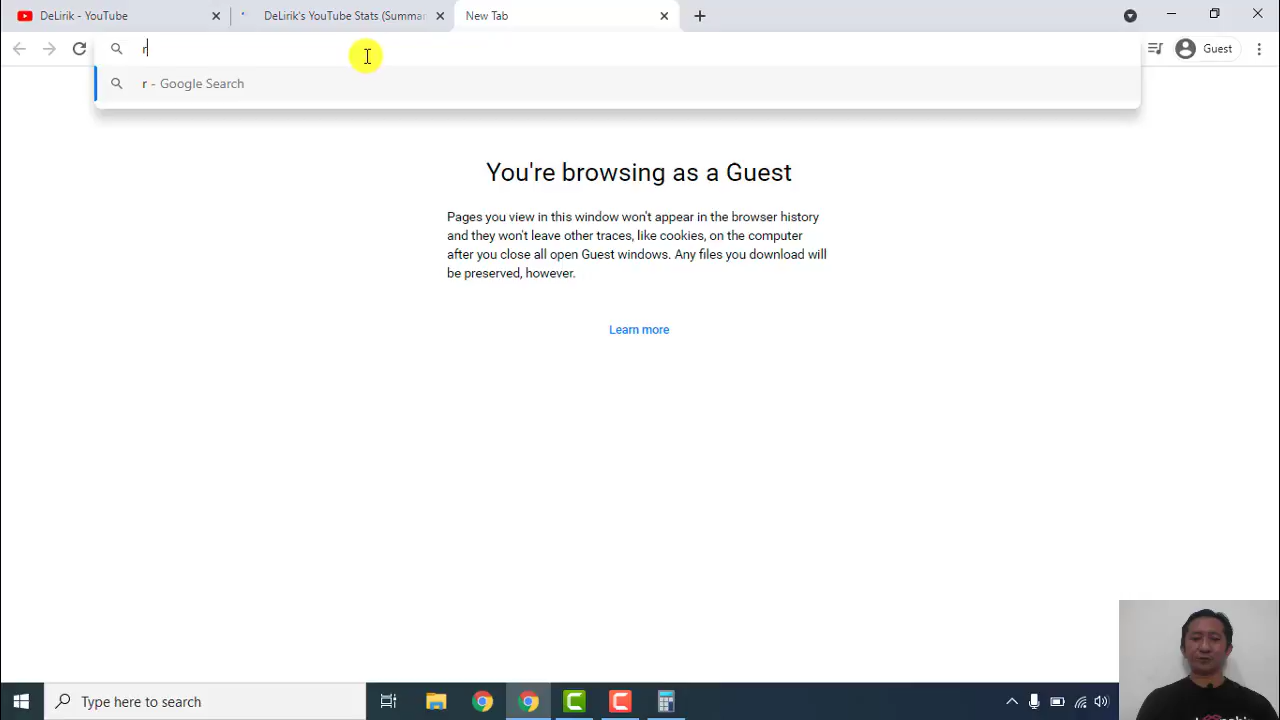 DeLirik - YouTube
DeLirik's YouTube Stats (Summar
New Tab
r
Guest
r - Google Search
You're browsing as a Guest
Pages you view in this window won't appear in the browser history
and they won't leave other traces, like cookies, on the computer
after you close all open Guest windows. Any files you download will
be preserved, however.
Learn more
Type here to search